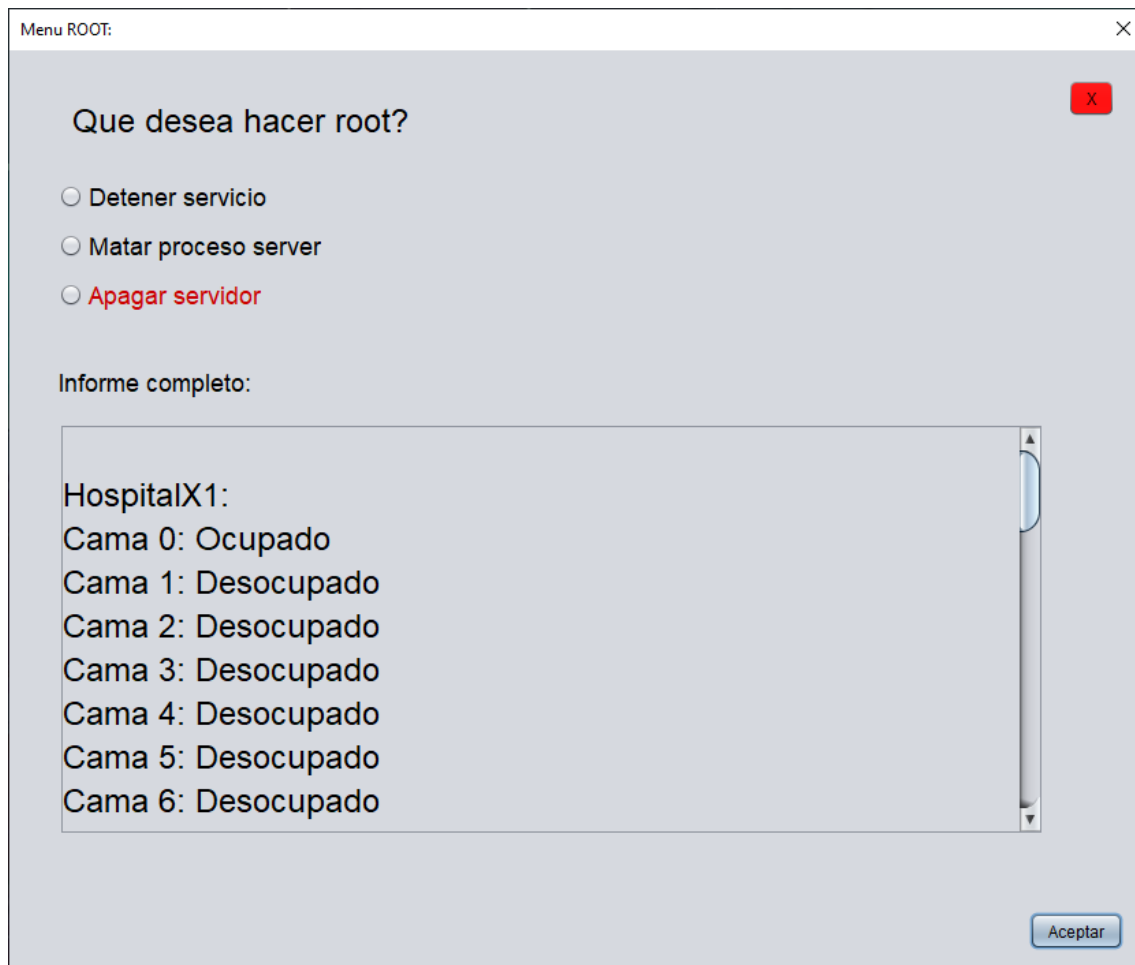 Menu ROOT:
X
Que desea hacer root?
Detener servicio
Matar proceso server
Apagar servidor
Informe completo:
HospitalX1:
Cama 0: Ocupado
Cama 1: Desocupado
Cama 2: Desocupado
Cama 3: Desocupado
Cama 4: Desocupado
Cama 5: Desocupado
Cama 6: Desocupado
Aceptar